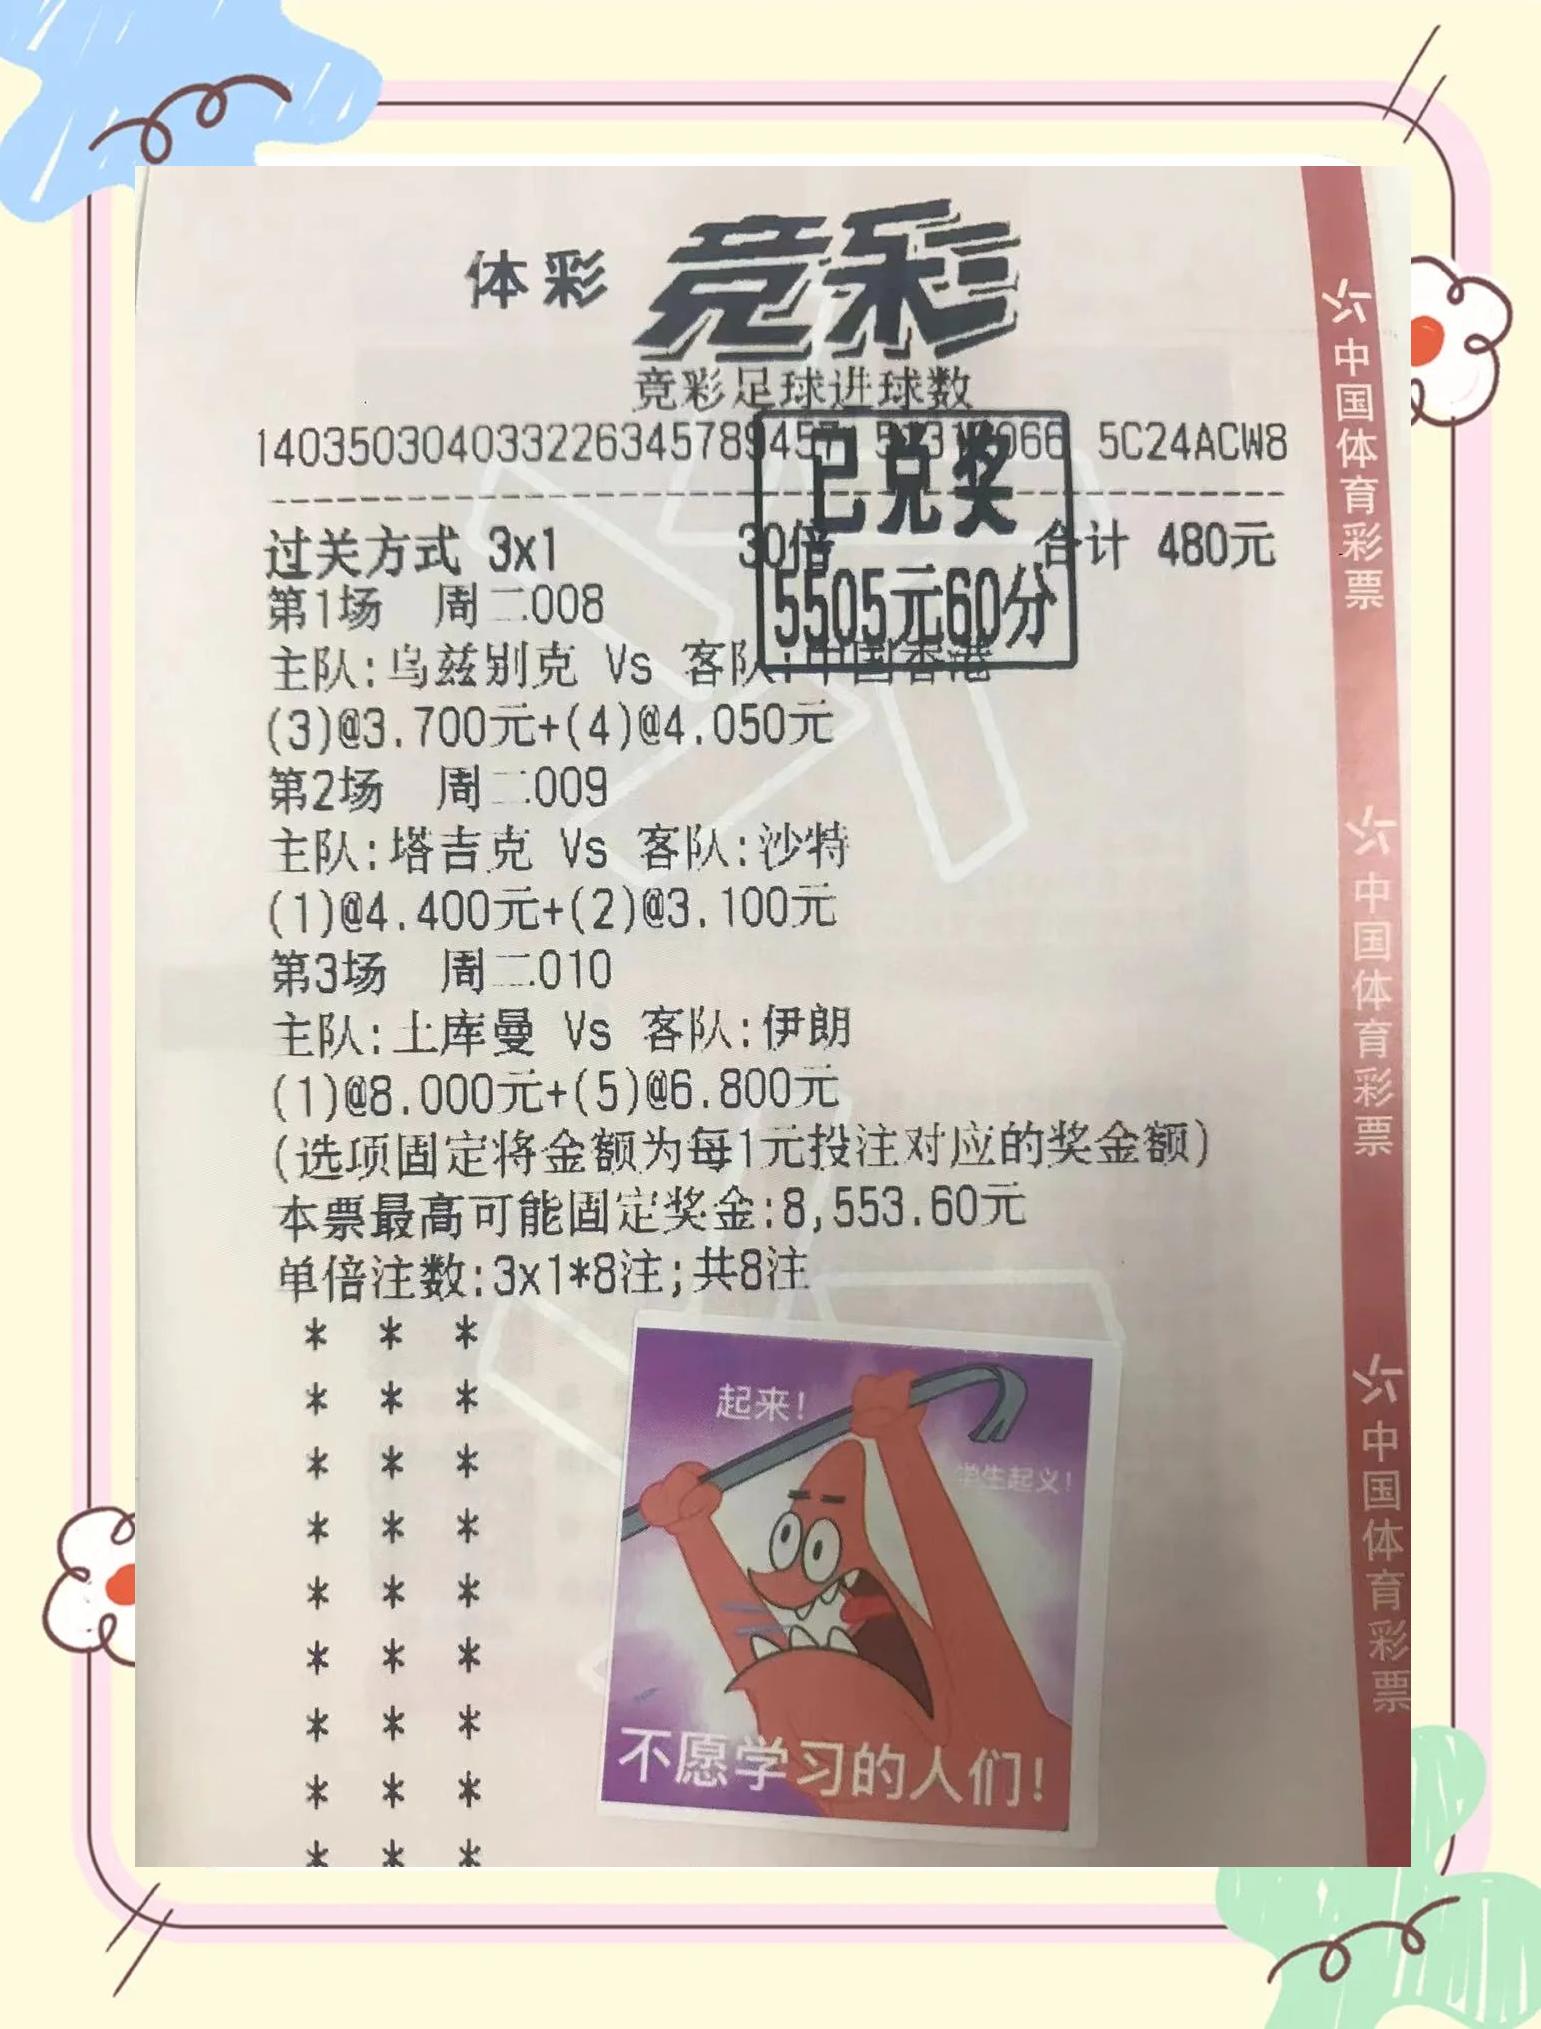 体彩 竞彩
竞彩足球进球数
5C24ACW8
已兑奖
过关方式 3x1 30倍 合计 480元
5505元60分
第1场 周二008
主队:乌兹别克 Vs 客队:中国香港
(3)@3.700元+(4)@4.050元
第2场 周二009
主队:塔吉克 Vs 客队:沙特
(1)@4.400元+(2)@3.100元
第3场 周二010
主队:土库曼 Vs 客队:伊朗
(1)@8.000元+(5)@6.800元
(选项固定将金额为每1元投注对应的奖金额)
本票最高可能固定奖金:8,553.60元
单倍注数:3x1*8注;共8注
* * *
* * *
* * *
* * *
* * *
* * *
* * *
* * *
* * *
起来!
学生起义!
不愿学习的人们!
中国体育彩票
中国体育彩票
中国体育彩票